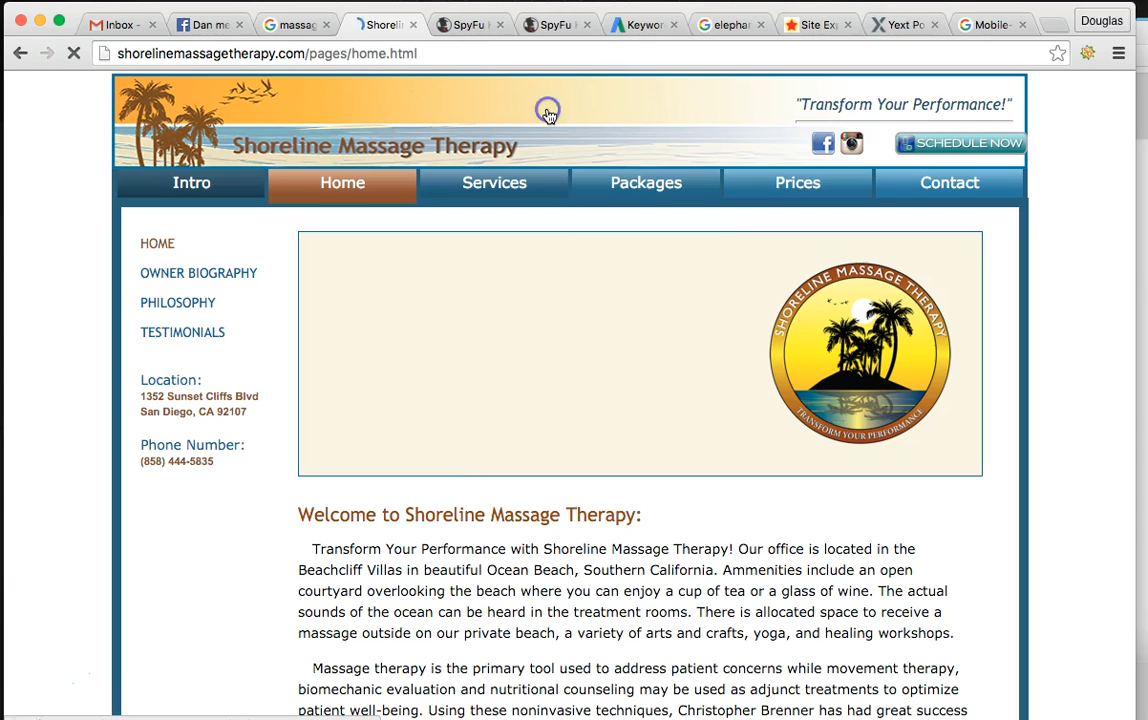 Inbox -
Dan me
massag
Shorelin
SpyFu
SpyFu
Keywor
elephar
Site Exp
Yext Po
Mobile-
Douglas
shorelinemassagetherapy.com/pages/home.html
"Transform Your Performance!"
Shoreline Massage Therapy
SCHEDULE NOW
Intro
Home
Services
Packages
Prices
Contact
HOME
OWNER BIOGRAPHY
PHILOSOPHY
TESTIMONIALS
Location:
1352 Sunset Cliffs Blvd
San Diego, CA 92107
Phone Number:
(858) 444-5835
SHORELINE MASSAGE THERAPY
TRANSFORM YOUR PERFORMANCE
Welcome to Shoreline Massage Therapy:
Transform Your Performance with Shoreline Massage Therapy! Our office is located in the
Beachcliff Villas in beautiful Ocean Beach, Southern California. Ammenities include an open
courtyard overlooking the beach where you can enjoy a cup of tea or a glass of wine. The actual
sounds of the ocean can be heard in the treatment rooms. There is allocated space to receive a
massage outside on our private beach, a variety of arts and crafts, yoga, and healing workshops.
Massage therapy is the primary tool used to address patient concerns while movement therapy,
biomechanic evaluation and nutritional counseling may be used as adjunct treatments to optimize
patient well-being. Using these noninvasive techniques, Christopher Brenner has had great success